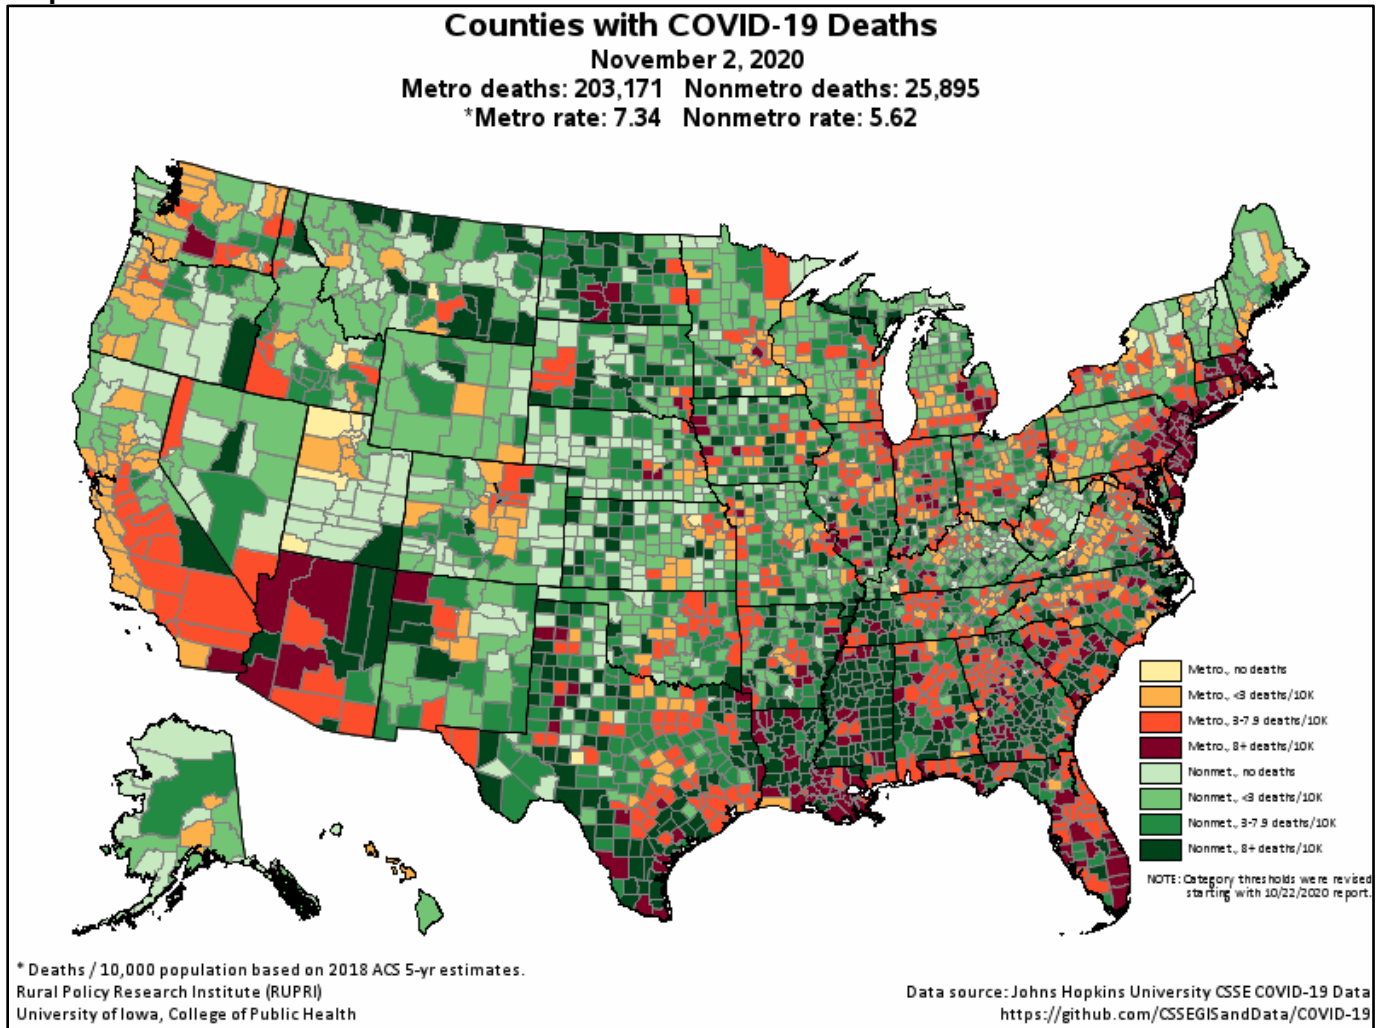 Counties with COVID-19 Deaths
November 2, 2020
Metro deaths: 203,171 Nonmetro deaths: 25,895
*Metro rate: 7.34 Nonmetro rate: 5.62
Metro., no deaths
Metro., <3 deaths/10K
Metro., 3-7.9 deaths/10K
Metro., 8+ deaths/10K
Nonmet., no deaths
Nonmet., <3 deaths/10K
Nonmet., 3-7.9 deaths/10K
Nonmet., 8+ deaths/10K
NOTE: Category thresholds were revised
starting with 10/22/2020 report.
* Deaths / 10,000 population based on 2018 ACS 5-yr estimates.
Rural Policy Research Institute (RUPRI)
University of Iowa, College of Public Health
Data source: Johns Hopkins University CSSE COVID-19 Data
https://github.com/CSSEGISandData/COVID-19